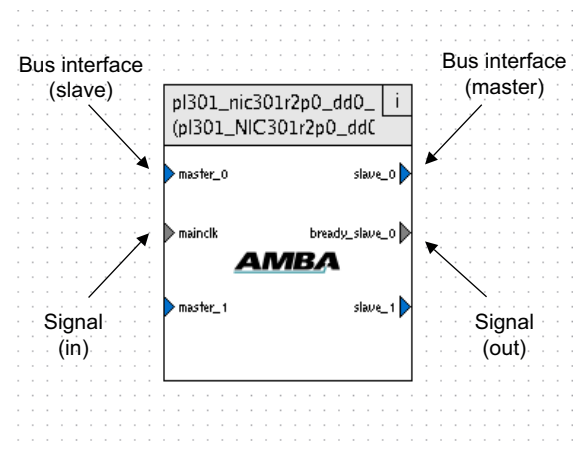 Bus interface
(slave)
Bus interface
(master)
pl301_nic301r2p0_dd0_
i
(pl301_NIC301r2p0_dd0
master_0
slave_0
mainclk
bready_slave_0
AMBA
master_1
slave_1
Signal
(in)
Signal
(out)